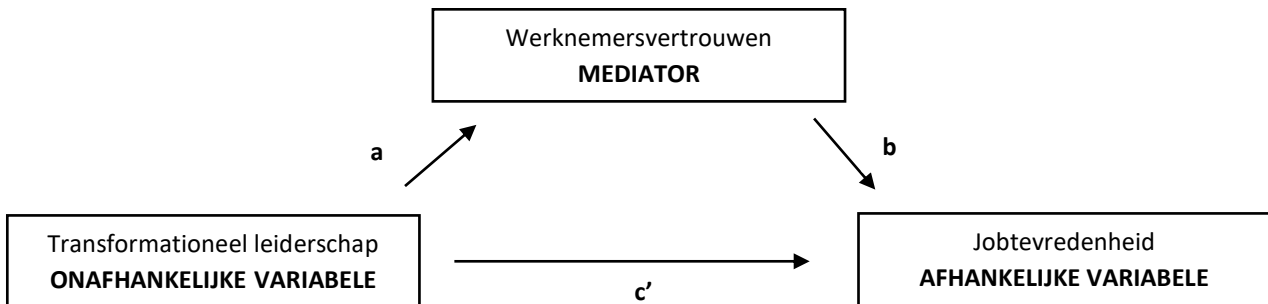 Werknemersvertrouwen
MEDIATOR
a
b
Transformationeel leiderschap
ONAFHANKELIJKE VARIABELE
Jobtevredenheid
AFHANKELIJKE VARIABELE
c’